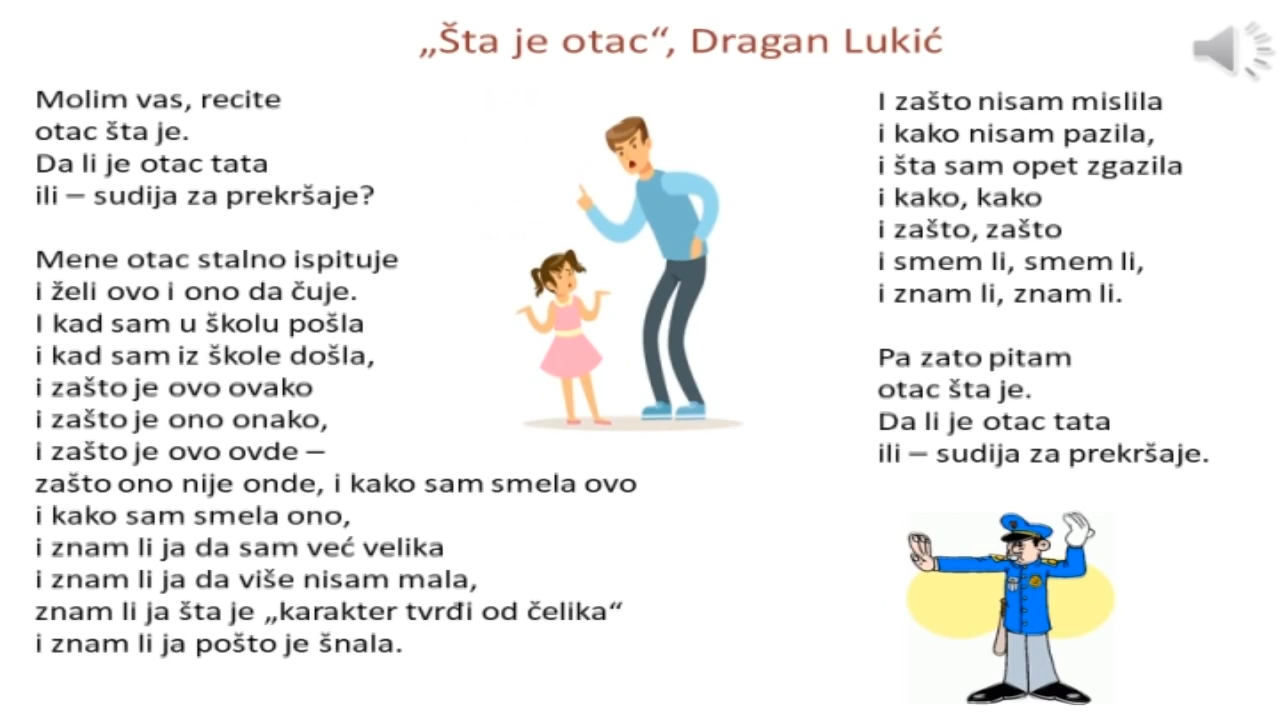 „Šta je otac“, Dragan Lukić
Molim vas, recite
otac šta je.
Da li je otac tata
ili – sudija za prekršaje?
Mene otac stalno ispituje
i želi ovo i ono da čuje.
I kad sam u školu pošla
i kad sam iz škole došla,
i zašto je ovo ovako
i zašto je ono onako,
i zašto je ovo ovde –
zašto ono nije onde, i kako sam smela ovo
i kako sam smela ono,
i znam li ja da sam već velika
i znam li ja da više nisam mala,
znam li ja šta je „karakter tvrđi od čelika“
i znam li ja pošto je šnala.
I zašto nisam mislila
i kako nisam pazila,
i šta sam opet zgazila
i kako, kako
i zašto, zašto
i smem li, smem li,
i znam li, znam li.
Pa zato pitam
otac šta je.
Da li je otac tata
ili – sudija za prekršaje.